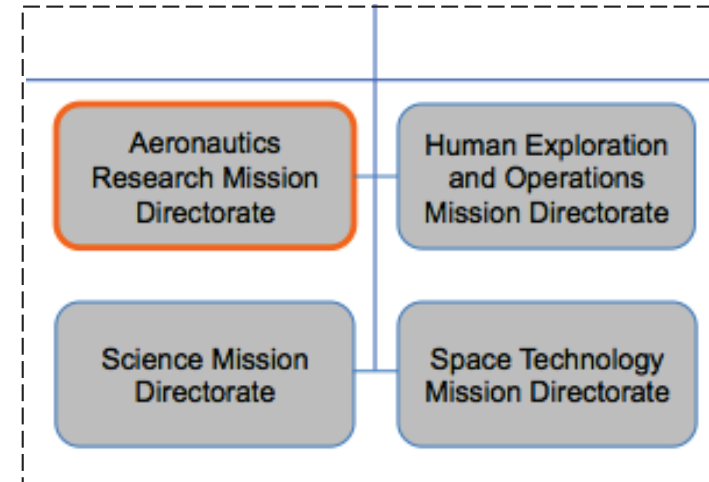 Aeronautics
Research Mission
Directorate
Human Exploration
and Operations
Mission Directorate
Science Mission
Directorate
Space Technology
Mission Directorate